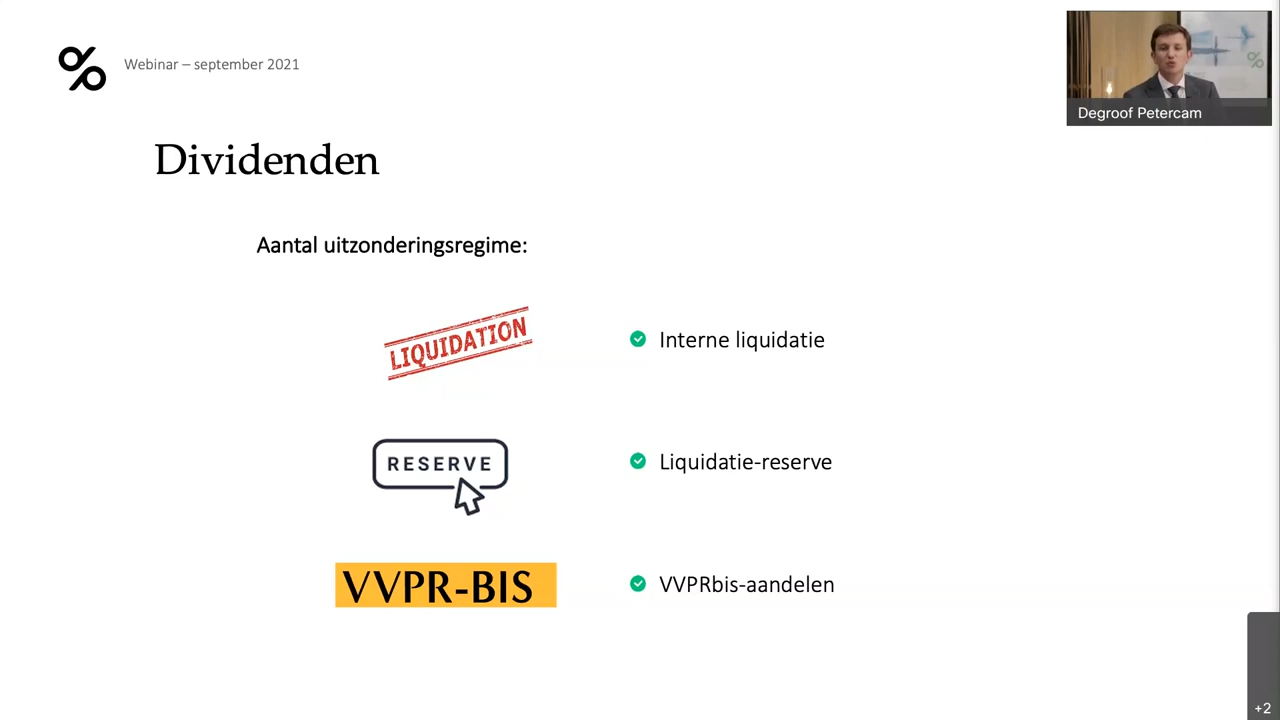 Webinar – september 2021
Degroof Petercam
Dividenden
Aantal uitzonderingsregime:
LIQUIDATION
Interne liquidatie
RESERVE
Liquidatie-reserve
VVPR-BIS
VVPRbis-aandelen
+2